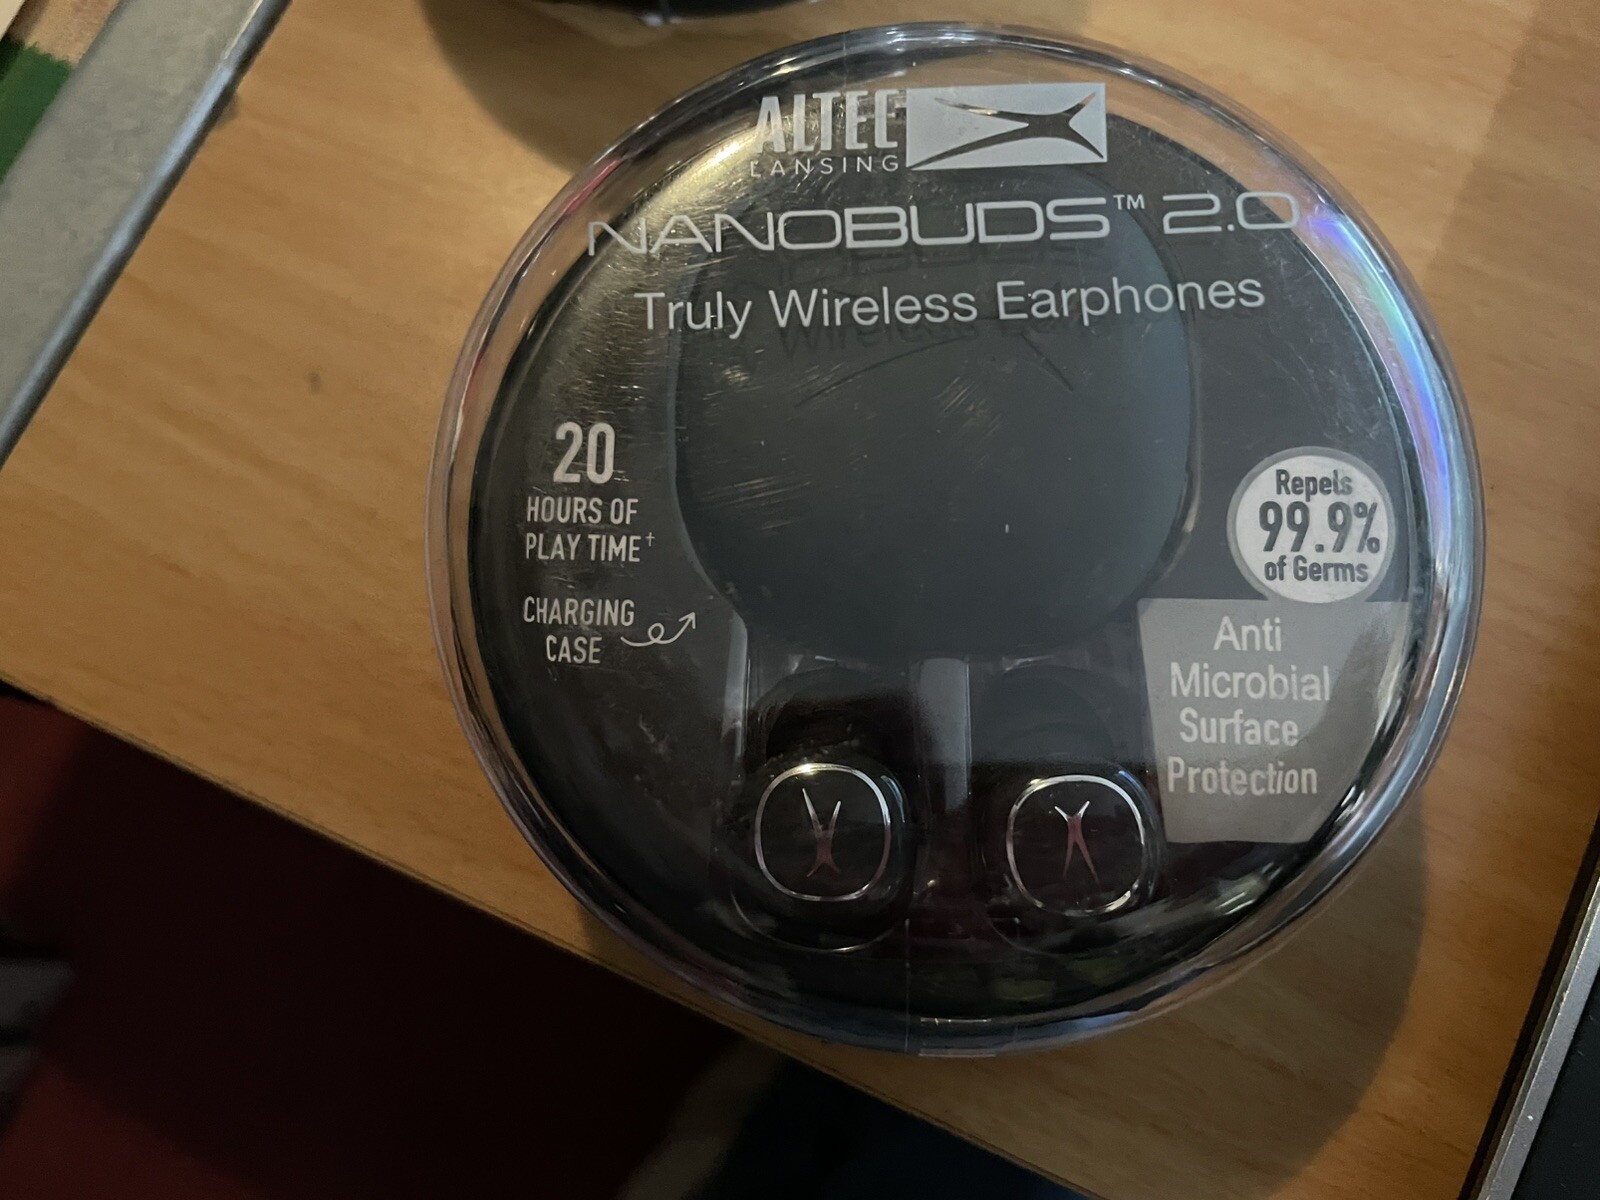 ALTEC
LANSING
NANOBUDS™ 2.0
Truly Wireless Earphones
20
HOURS OF
PLAY TIME†
CHARGING
CASE
Repels
99.9%
of Germs
Anti
Microbial
Surface
Protection